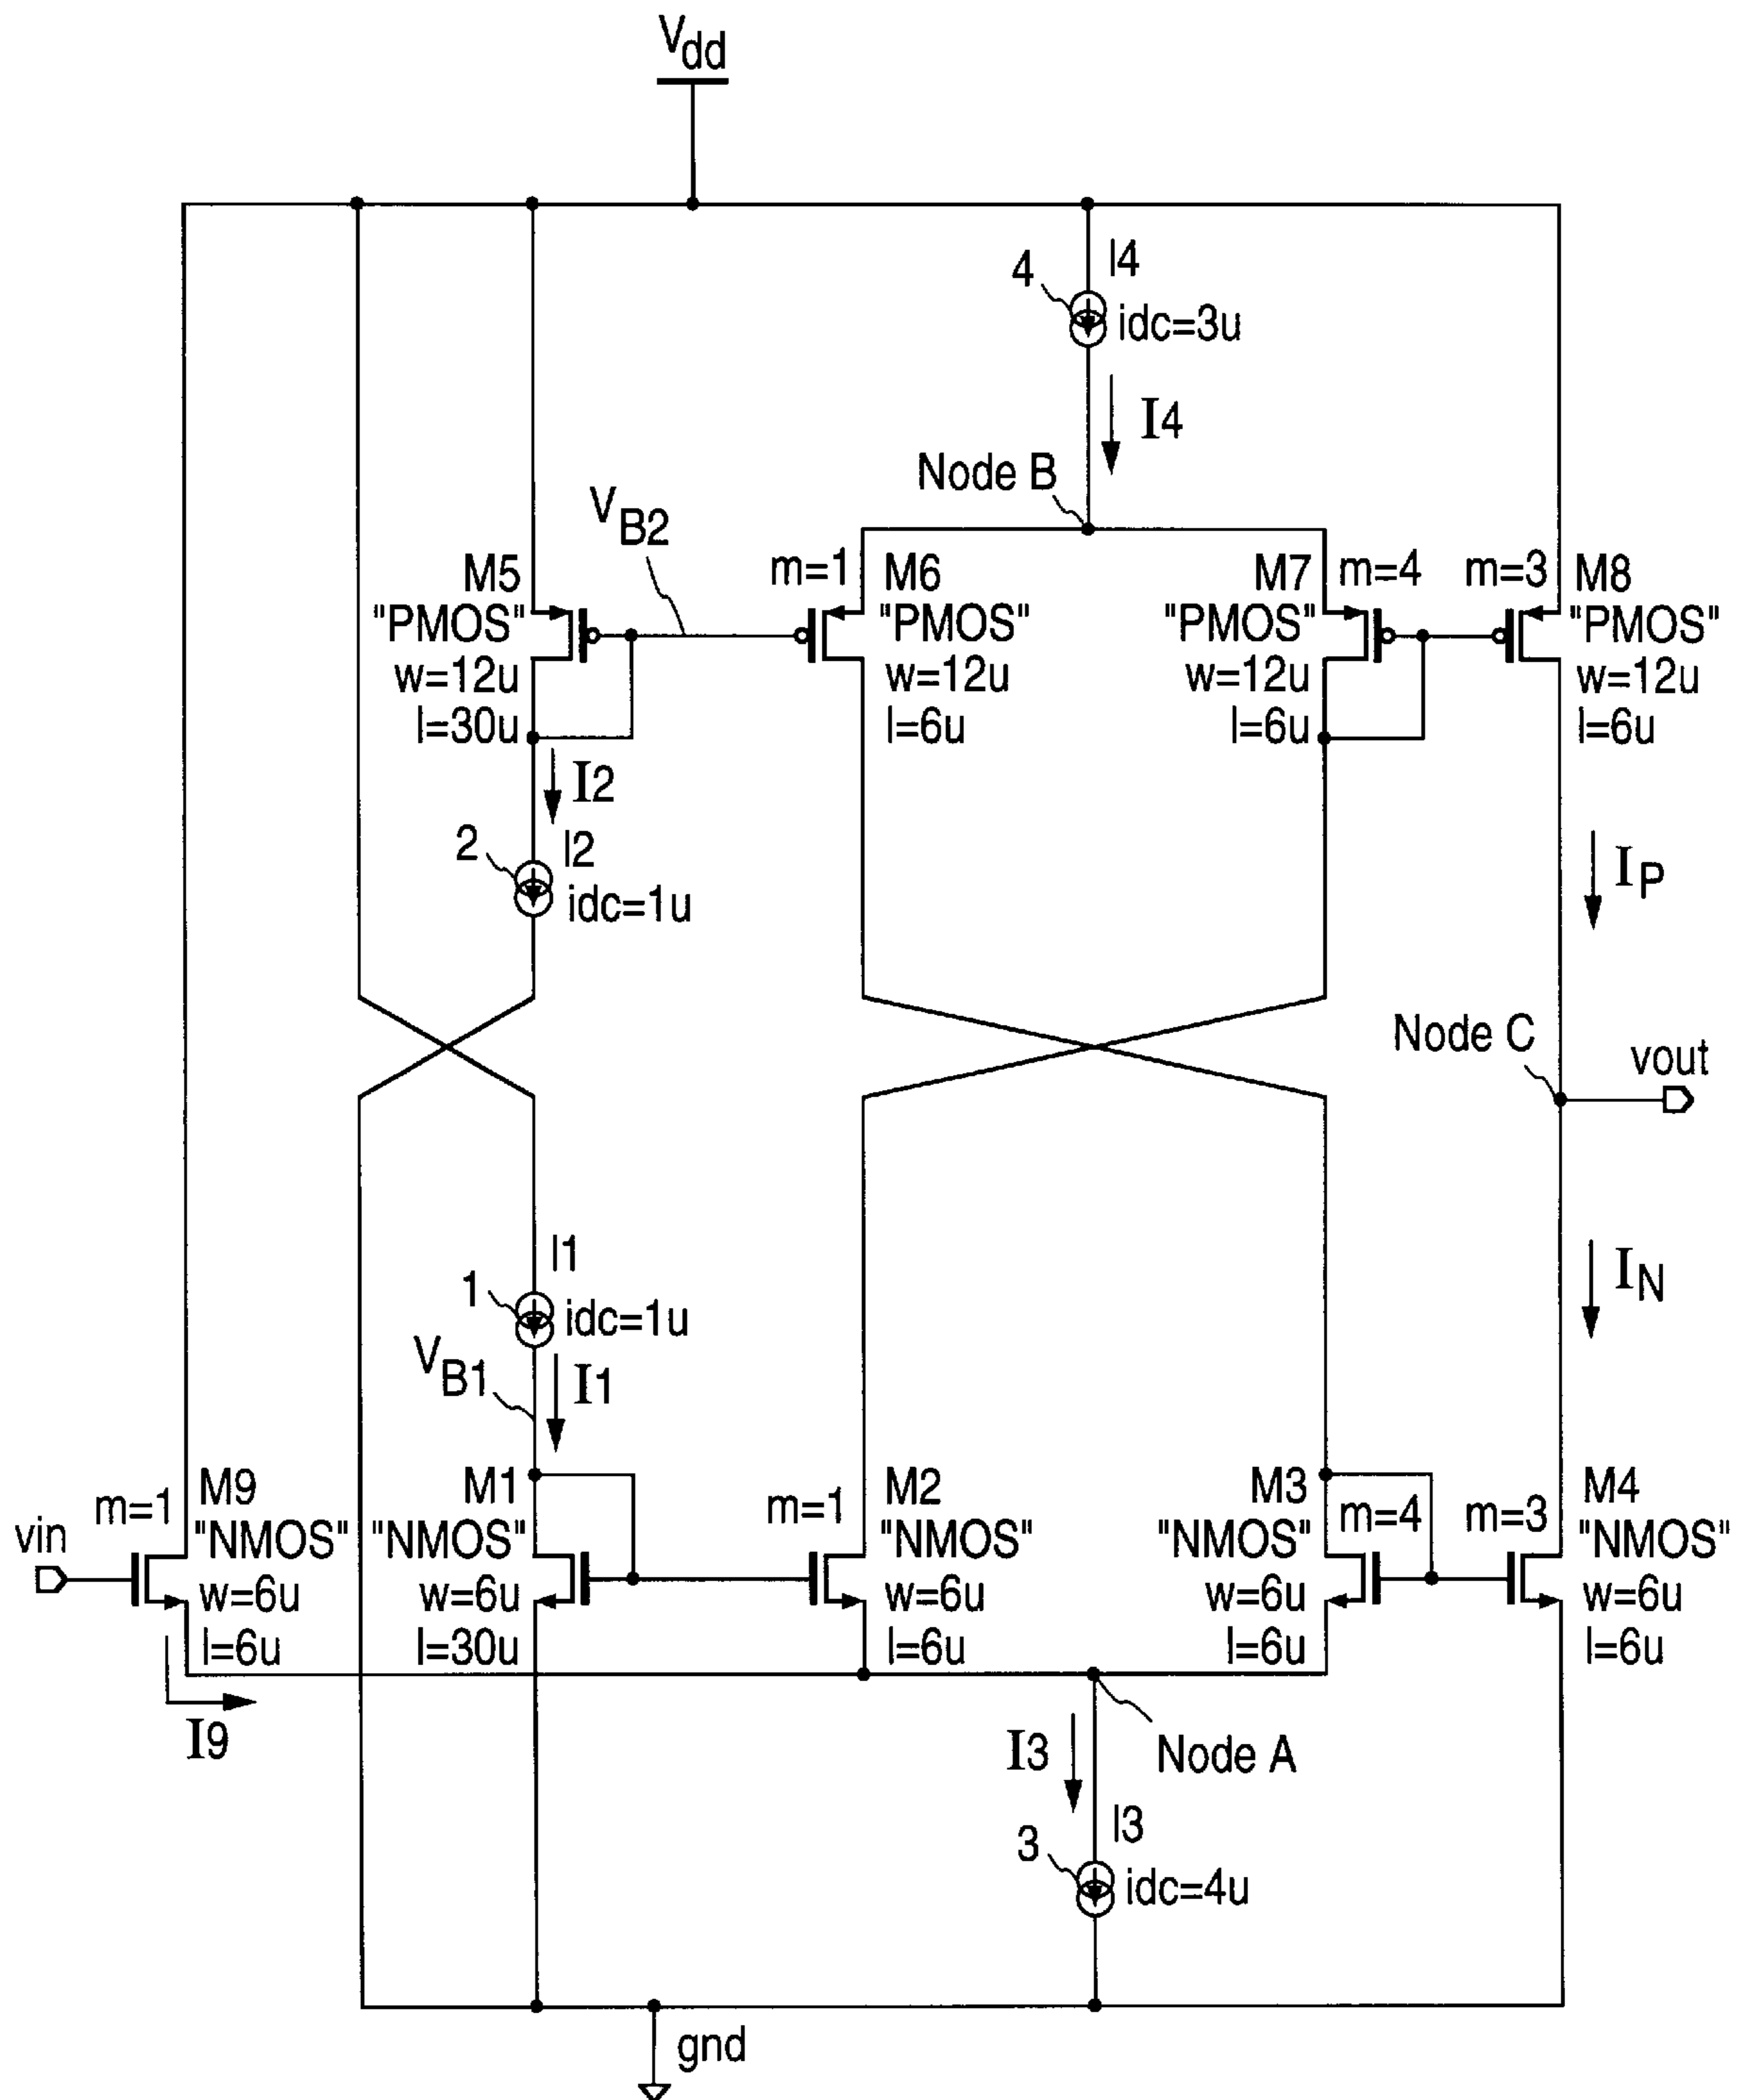 Vdd
4
I4
idc=3u
I4
Node B
VB2
M5
"PMOS"
w=12u
l=30u
m=1
M6
"PMOS"
w=12u
l=6u
M7
"PMOS"
w=12u
l=6u
m=4
m=3
M8
"PMOS"
w=12u
l=6u
I2
2
I2
idc=1u
IP
Node C
vout
1
I1
idc=1u
VB1
I1
IN
vin
m=1
M9
"NMOS"
w=6u
l=6u
I9
M1
"NMOS"
w=6u
l=30u
m=1
M2
"NMOS"
w=6u
l=6u
M3
"NMOS"
w=6u
l=6u
m=4
m=3
M4
"NMOS"
w=6u
l=6u
I3
Node A
3
I3
idc=4u
gnd